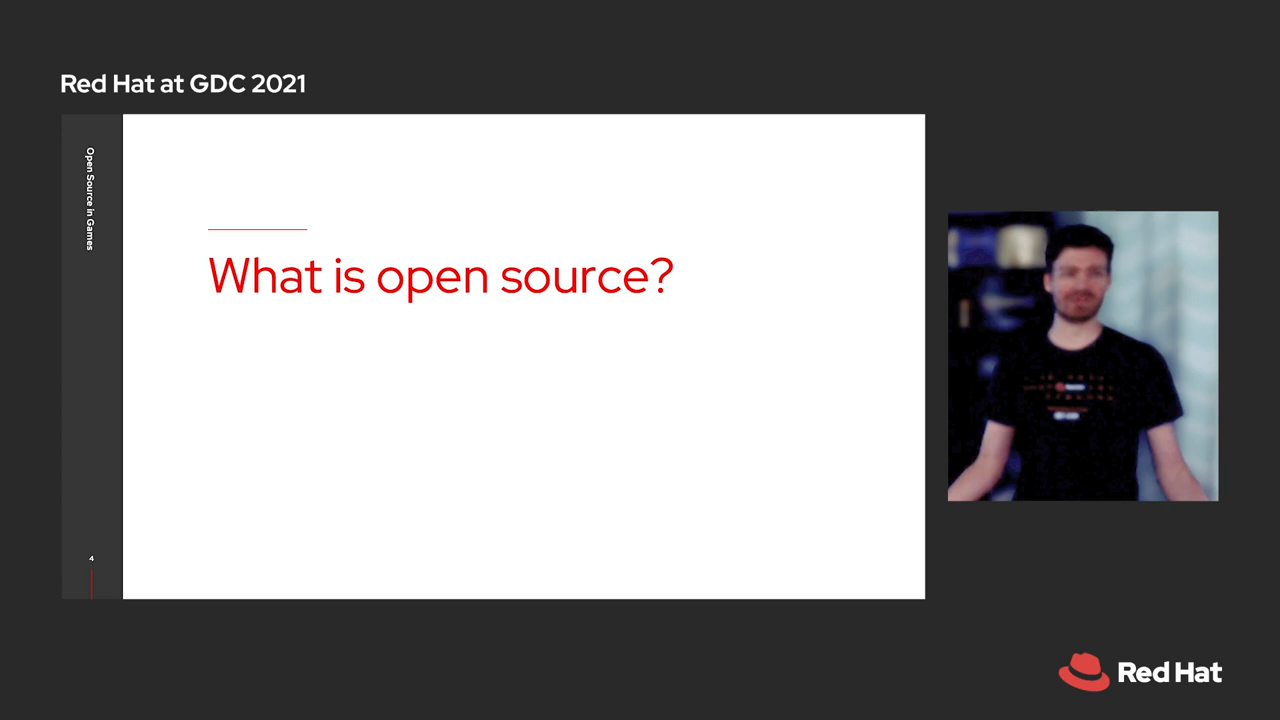 Red Hat at GDC 2021
Open Source in Games
What is open source?
4
Red Hat